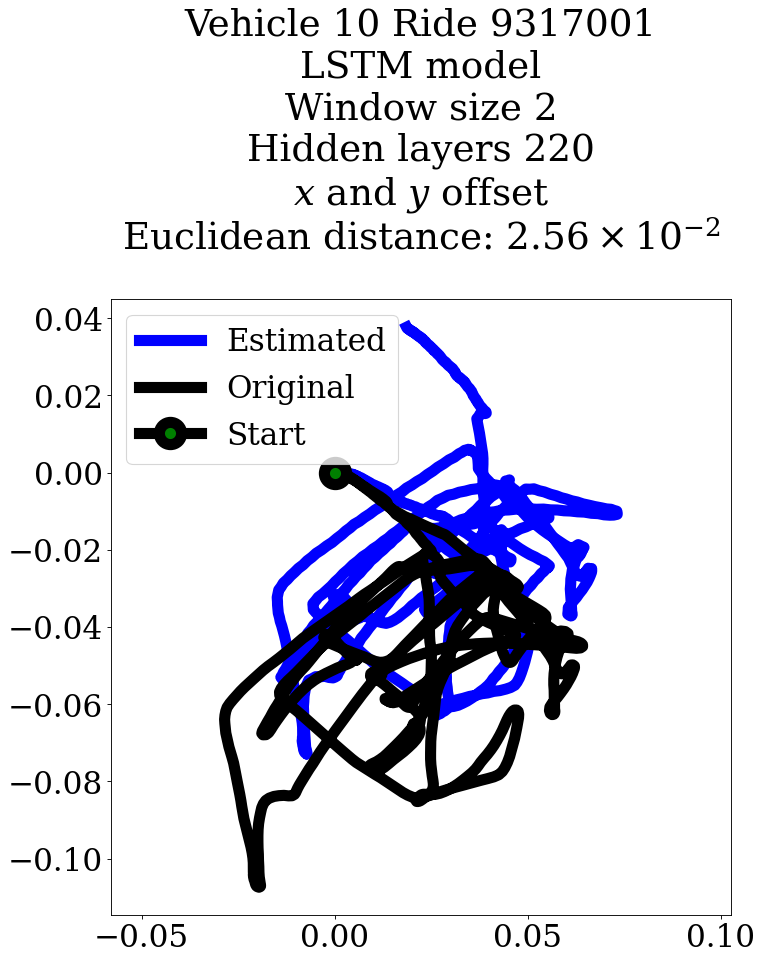 Vehicle 10 Ride 9317001
LSTM model
Window size 2
Hidden layers 220
x and y offset
Euclidean distance: 2.56 × 10⁻²
Estimated
Original
Start
0.04
0.02
0.00
−0.02
−0.04
−0.06
−0.08
−0.10
−0.05 0.00 0.05 0.10